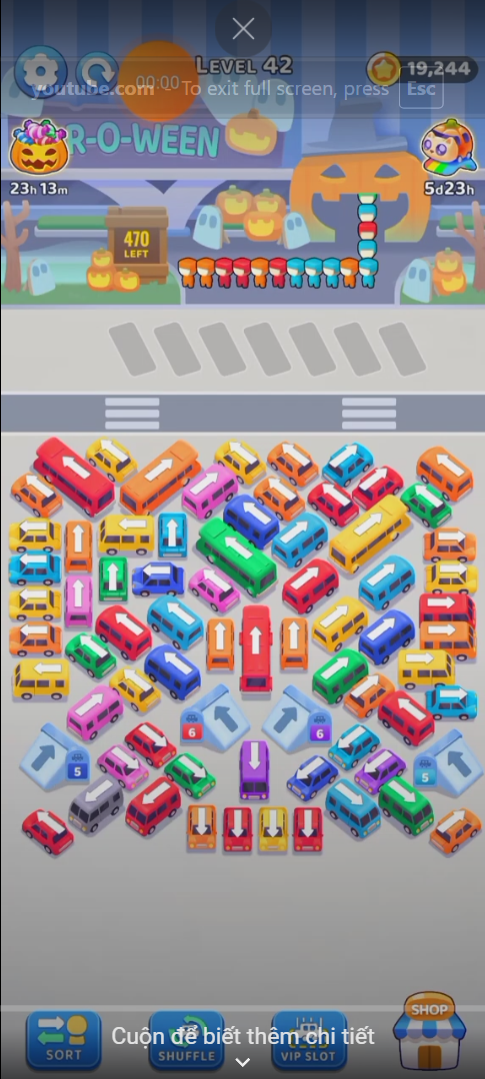 LEVEL 42
19,244
00:00
youtube.com — To exit full screen, press Esc
R-O-WEEN
23h 13m
5d23h
470
LEFT
6
6
5
5
SHOP
Cuộn để biết thêm chi tiết
SORT
SHUFFLE
VIP SLOT